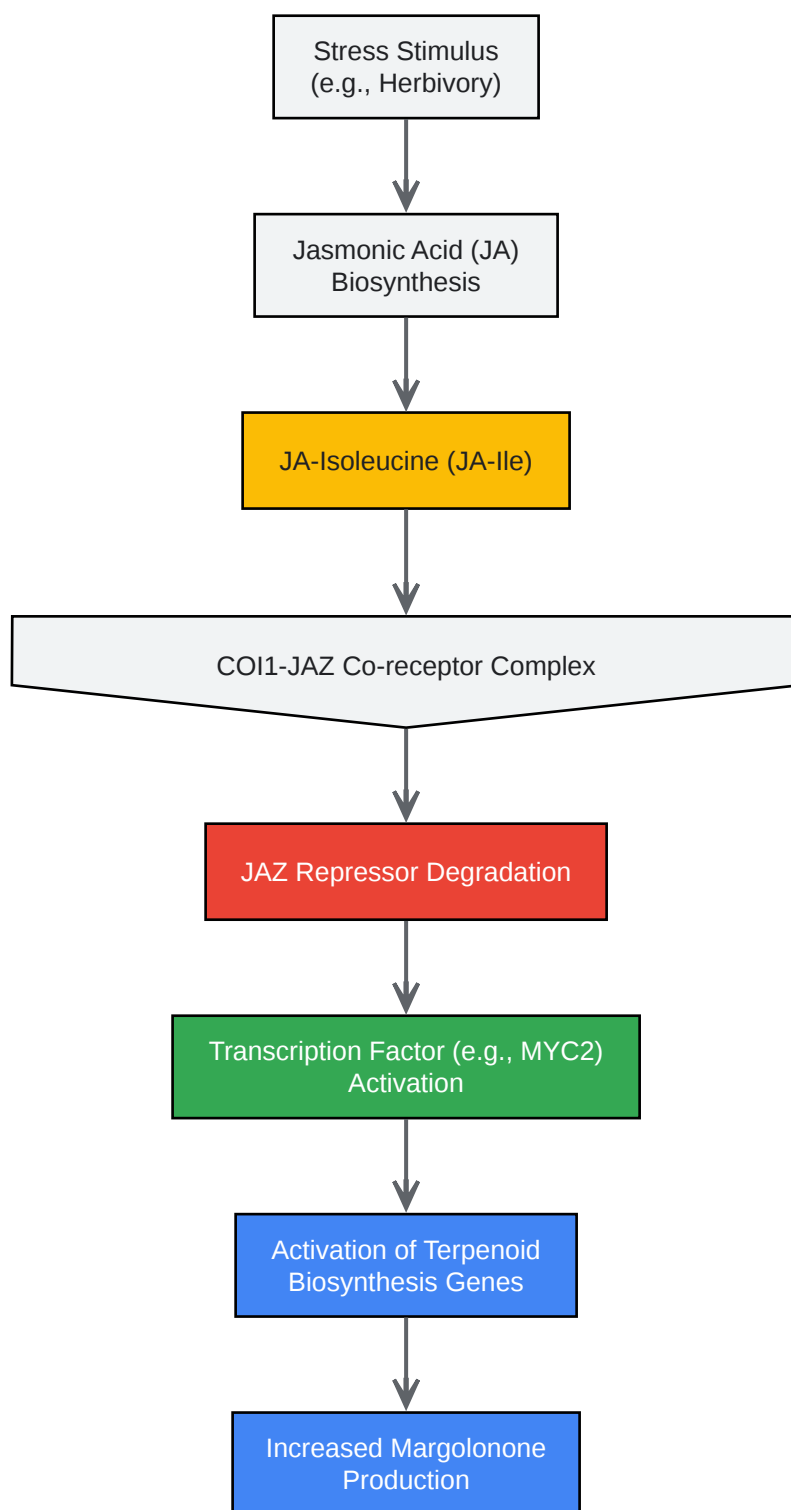 Stress Stimulus
(e.g., Herbivory)
Jasmonic Acid (JA)
Biosynthesis
JA-Isoleucine (JA-Ile)
COI1-JAZ Co-receptor Complex
JAZ Repressor Degradation
Transcription Factor (e.g., MYC2)
Activation
Activation of Terpenoid
Biosynthesis Genes
Increased Margolonone
Production